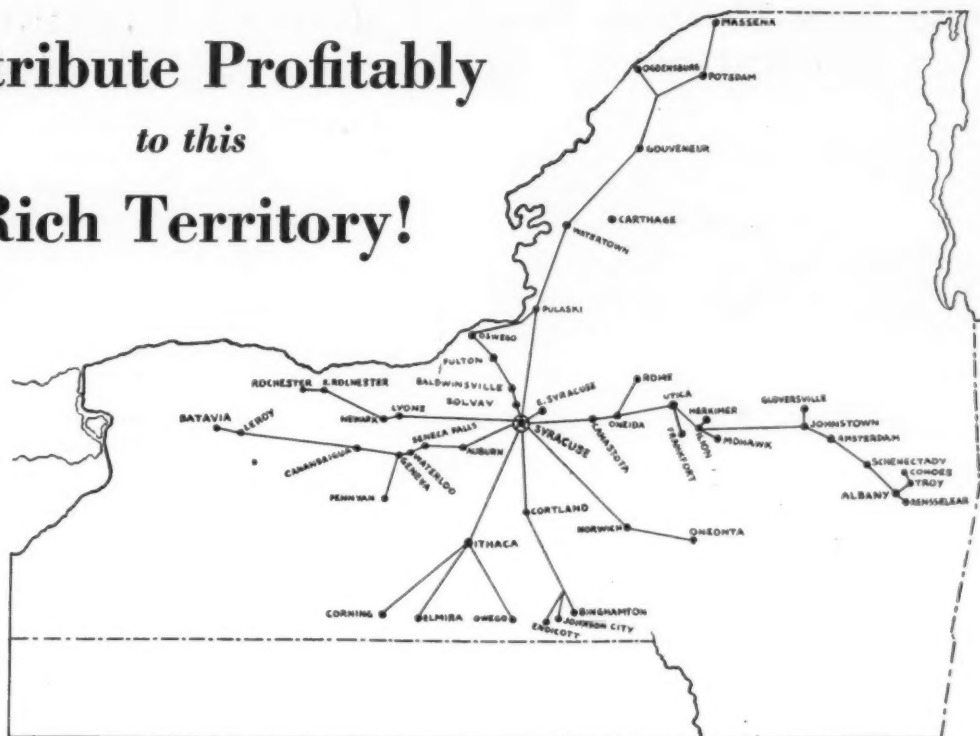 tribute Profitably
to this
Rich Territory!
MASSENA
OGDENSBURG
POTSDAM
GOUVENEUR
CARTHAGE
WATERTOWN
PULASKI
OSWEGO
FULTON
BALDWINSVILLE
SOLVAY
E. SYRACUSE
ROME
ROCHESTER
E. ROCHESTER
NEWARK
LYONS
BATAVIA
LEROY
SENECA FALLS
AUBURN
SYRACUSE
CANASTOTA
ONEIDA
UTICA
HERKIMER
GLOVERSVILLE
FRANKFORT
ILION
MOHAWK
JOHNSTOWN
AMSTERDAM
CANANDAIGUA
GENEVA
WATERLOO
SCHENECTADY
COHOES
TROY
ALBANY
RENSSELEAR
PENNYAN
CORTLAND
NORWICH
ONEONTA
ITHACA
CORNING
ELMIRA
OWEGO
BINGHAMTON
ENDICOTT
JOHNSON CITY